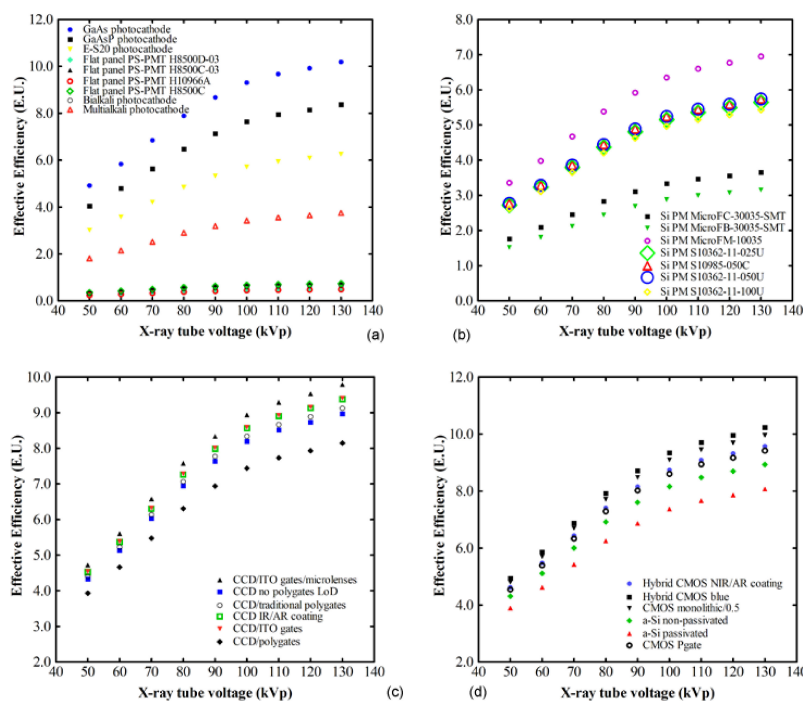 12.0
10.0
8.0
6.0
4.0
2.0
0.0
Effective Efficiency (E.U.)
GaAs photocathode
GaAsP photocathode
E-S20 photocathode
Flat panel PS-PMT H8500D-03
Flat panel PS-PMT H8500C-03
Flat panel PS-PMT H10966A
Flat panel PS-PMT H8500C
Bialkali photocathode
Multialkali photocathode
40 50 60 70 80 90 100 110 120 130 140
X-ray tube voltage (kVp)
(a)
8.0
7.0
6.0
5.0
4.0
3.0
2.0
1.0
0.0
Effective Efficiency (E.U.)
Si PM MicroFC-30035-SMT
Si PM MicroFB-30035-SMT
Si PM MicroFM-10035
Si PM S10362-11-025U
Si PM S10985-050C
Si PM S10362-11-050U
Si PM S10362-11-100U
40 50 60 70 80 90 100 110 120 130 140
X-ray tube voltage (kVp)
(b)
10.0
9.0
8.0
7.0
6.0
5.0
4.0
3.0
2.0
Effective Efficiency (E.U.)
CCD/ITO gates/microlenses
CCD no polygates LoD
CCD/traditional polygates
CCD IR/AR coating
CCD/ITO gates
CCD/polygates
40 50 60 70 80 90 100 110 120 130 140
X-ray tube voltage (kVp)
(c)
12.0
10.0
8.0
6.0
4.0
2.0
Effective Efficiency (E.U.)
Hybrid CMOS NIR/AR coating
Hybrid CMOS blue
CMOS monolithic/0.5
a-Si non-passivated
a-Si passivated
CMOS Pgate
40 50 60 70 80 90 100 110 120 130 140
X-ray tube voltage (kVp)
(d)